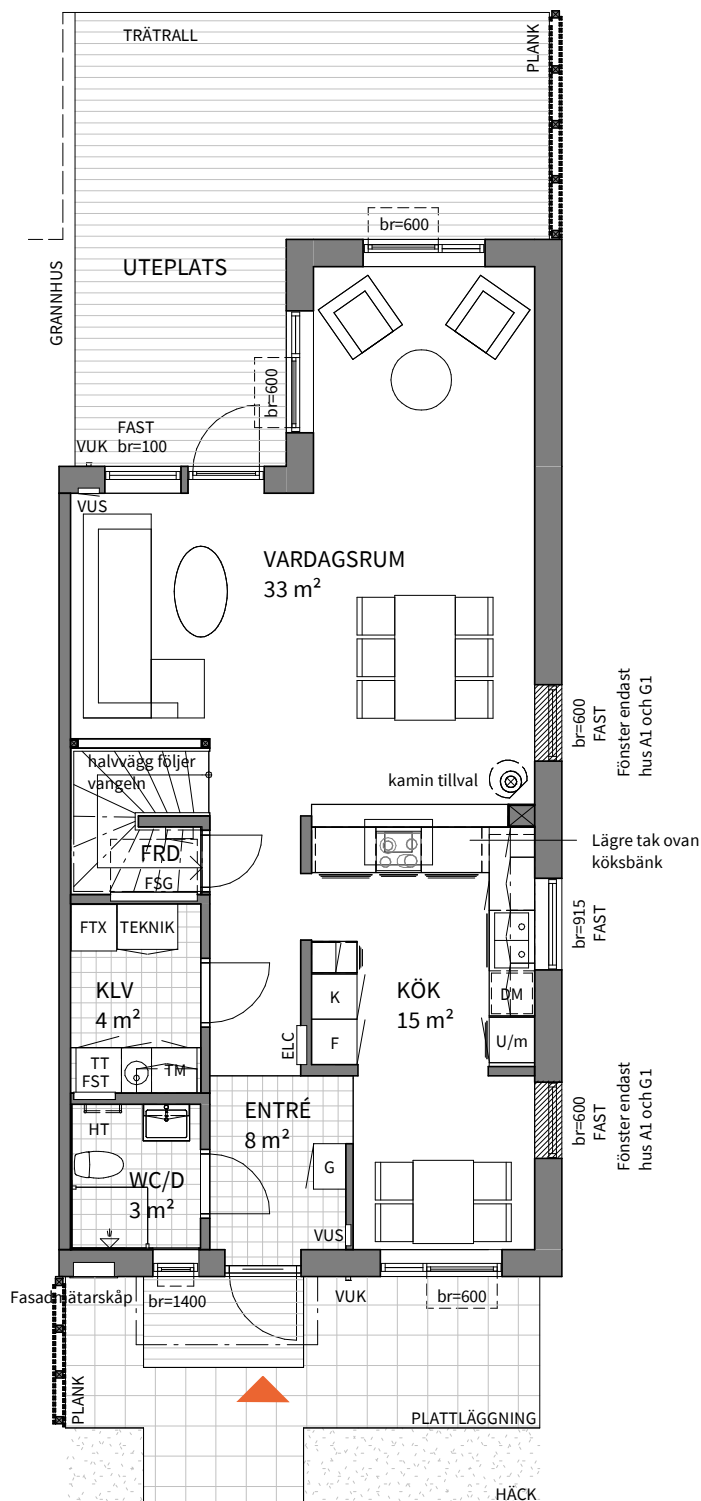 TRÄTRALL
PLANK
br=600
UTEPLATS
GRANNHUS
br=600
FAST
br=100
VUK
VUS
VARDAGSRUM
33 m²
br=600
FAST
Fönster endast
hus A1 och G1
halvvägg följer
vangeln
kamin tillval
Lägre tak ovan
köksbänk
FRD
FSG
FTX
TEKNIK
br=915
FAST
KLV
4 m²
KÖK
15 m²
K
DM
F
U/m
ELC
TT
FST
TM
ENTRÉ
8 m²
br=600
FAST
Fönster endast
hus A1 och G1
HT
G
WC/D
3 m²
VUS
Fasadmätarskåp
br=1400
VUK
br=600
PLANK
PLATTLÄGGNING
HÄCK